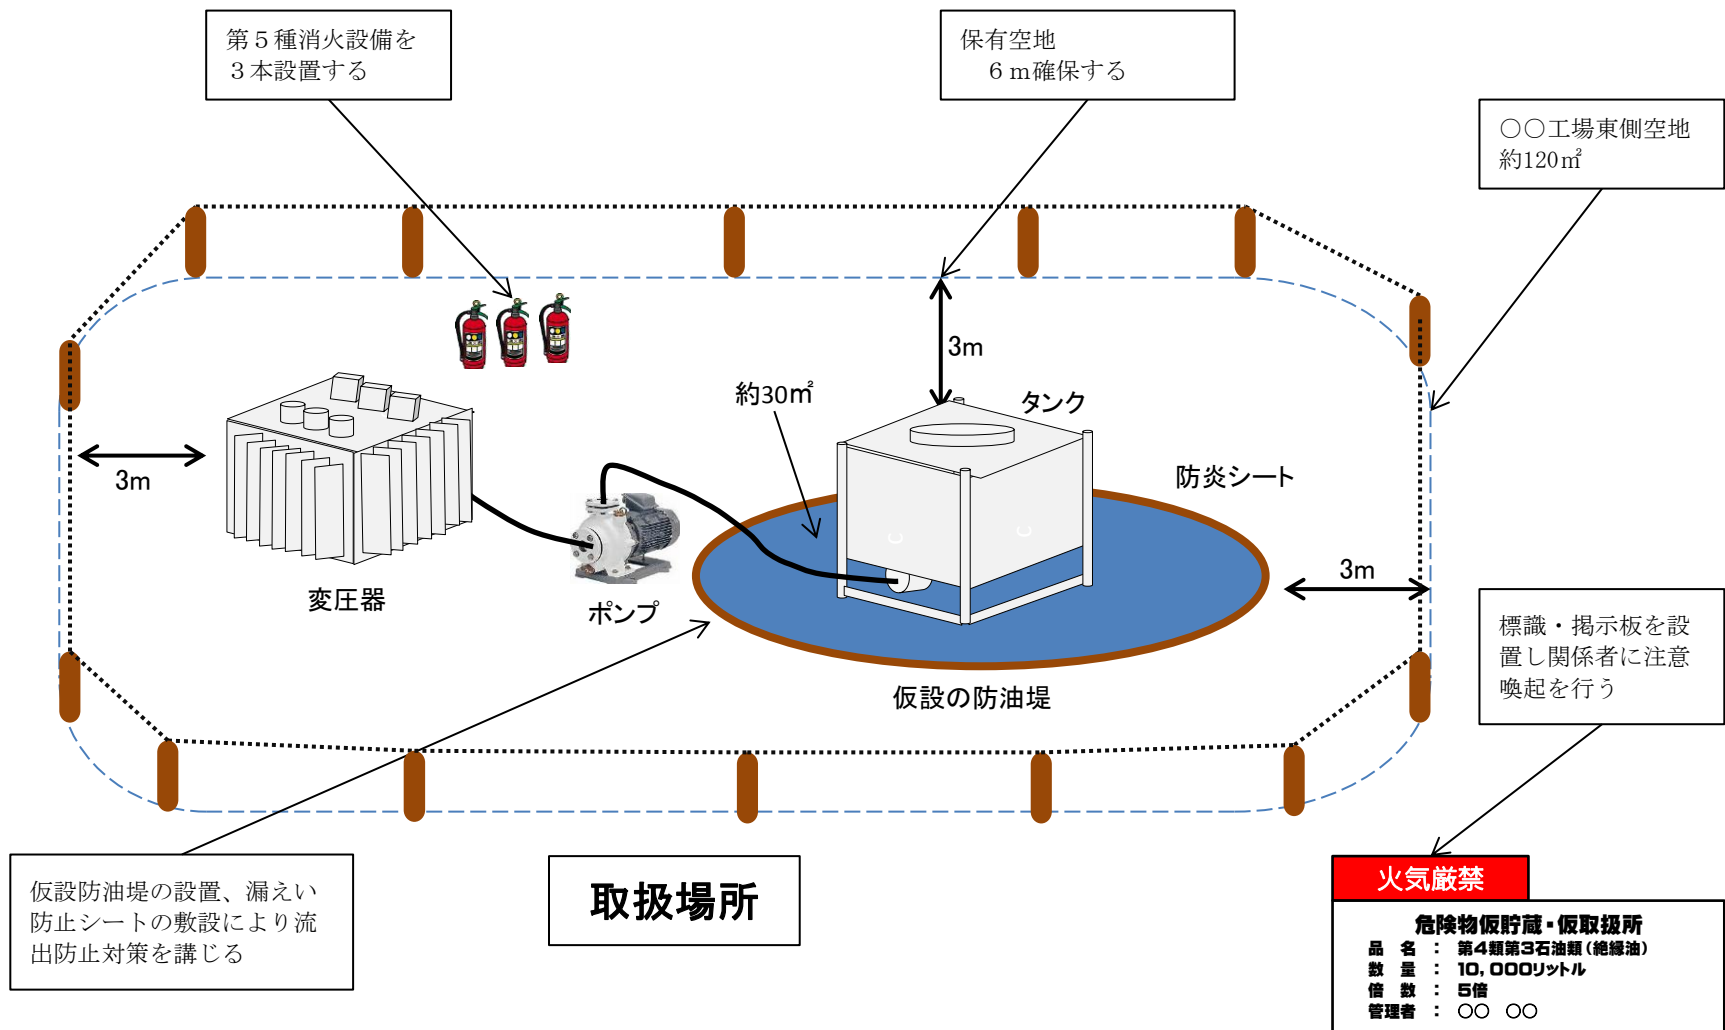 第５種消火設備を
３本設置する
保有空地
６ｍ確保する
○○工場東側空地
約120㎡
3m
約30㎡
タンク
3m
防炎シート
変圧器
ポンプ
3m
仮設の防油堤
標識・掲示板を設
置し関係者に注意
喚起を行う
仮設防油堤の設置、漏えい
防止シートの敷設により流
出防止対策を講じる
取扱場所
火気厳禁
危険物仮貯蔵・仮取扱所
品　名　：　第4類第3石油類（絶縁油）
数　量　：　10,000リットル
倍　数　：　5倍
管理者　：　○○　○○